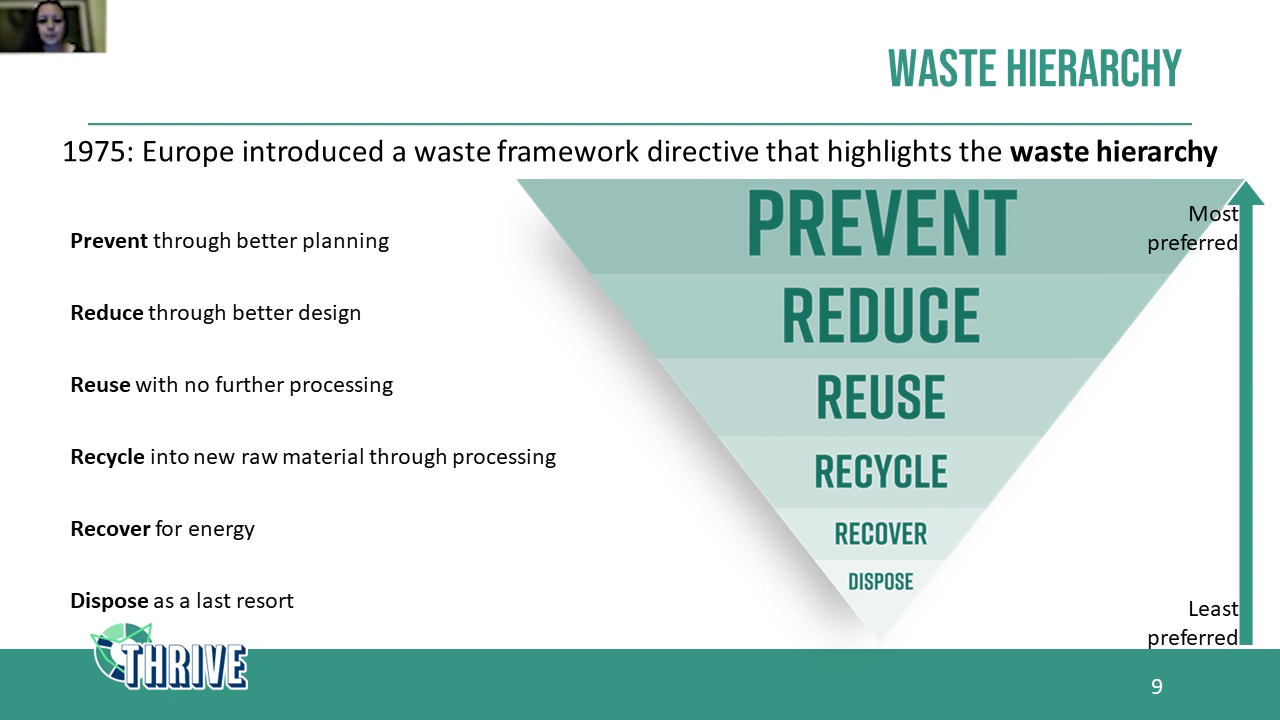 WASTE HIERARCHY
1975: Europe introduced a waste framework directive that highlights the waste hierarchy
Prevent through better planning
Reduce through better design
Reuse with no further processing
Recycle into new raw material through processing
Recover for energy
Dispose as a last resort
PREVENT
REDUCE
REUSE
RECYCLE
RECOVER
DISPOSE
Most
preferred
Least
preferred
THRIVE
9